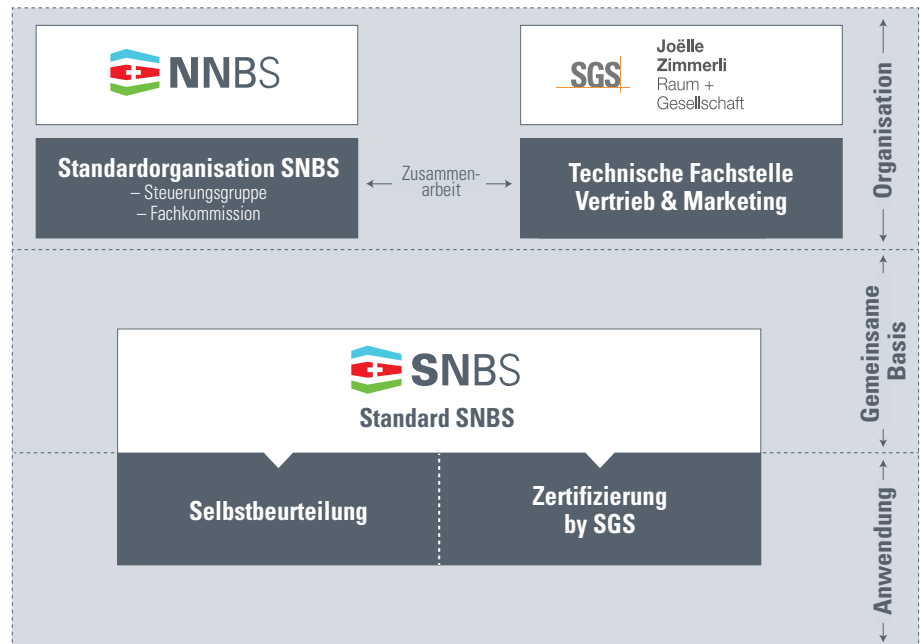 NNBS
SGS
Joëlle
Zimmerli
Raum +
Gesellschaft
Standardorganisation SNBS
– Steuerungsgruppe
– Fachkommission
Zusammen-
arbeit
Technische Fachstelle
Vertrieb & Marketing
Organisation
SNBS
Standard SNBS
Gemeinsame
Basis
Selbstbeurteilung
Zertifizierung
by SGS
Anwendung